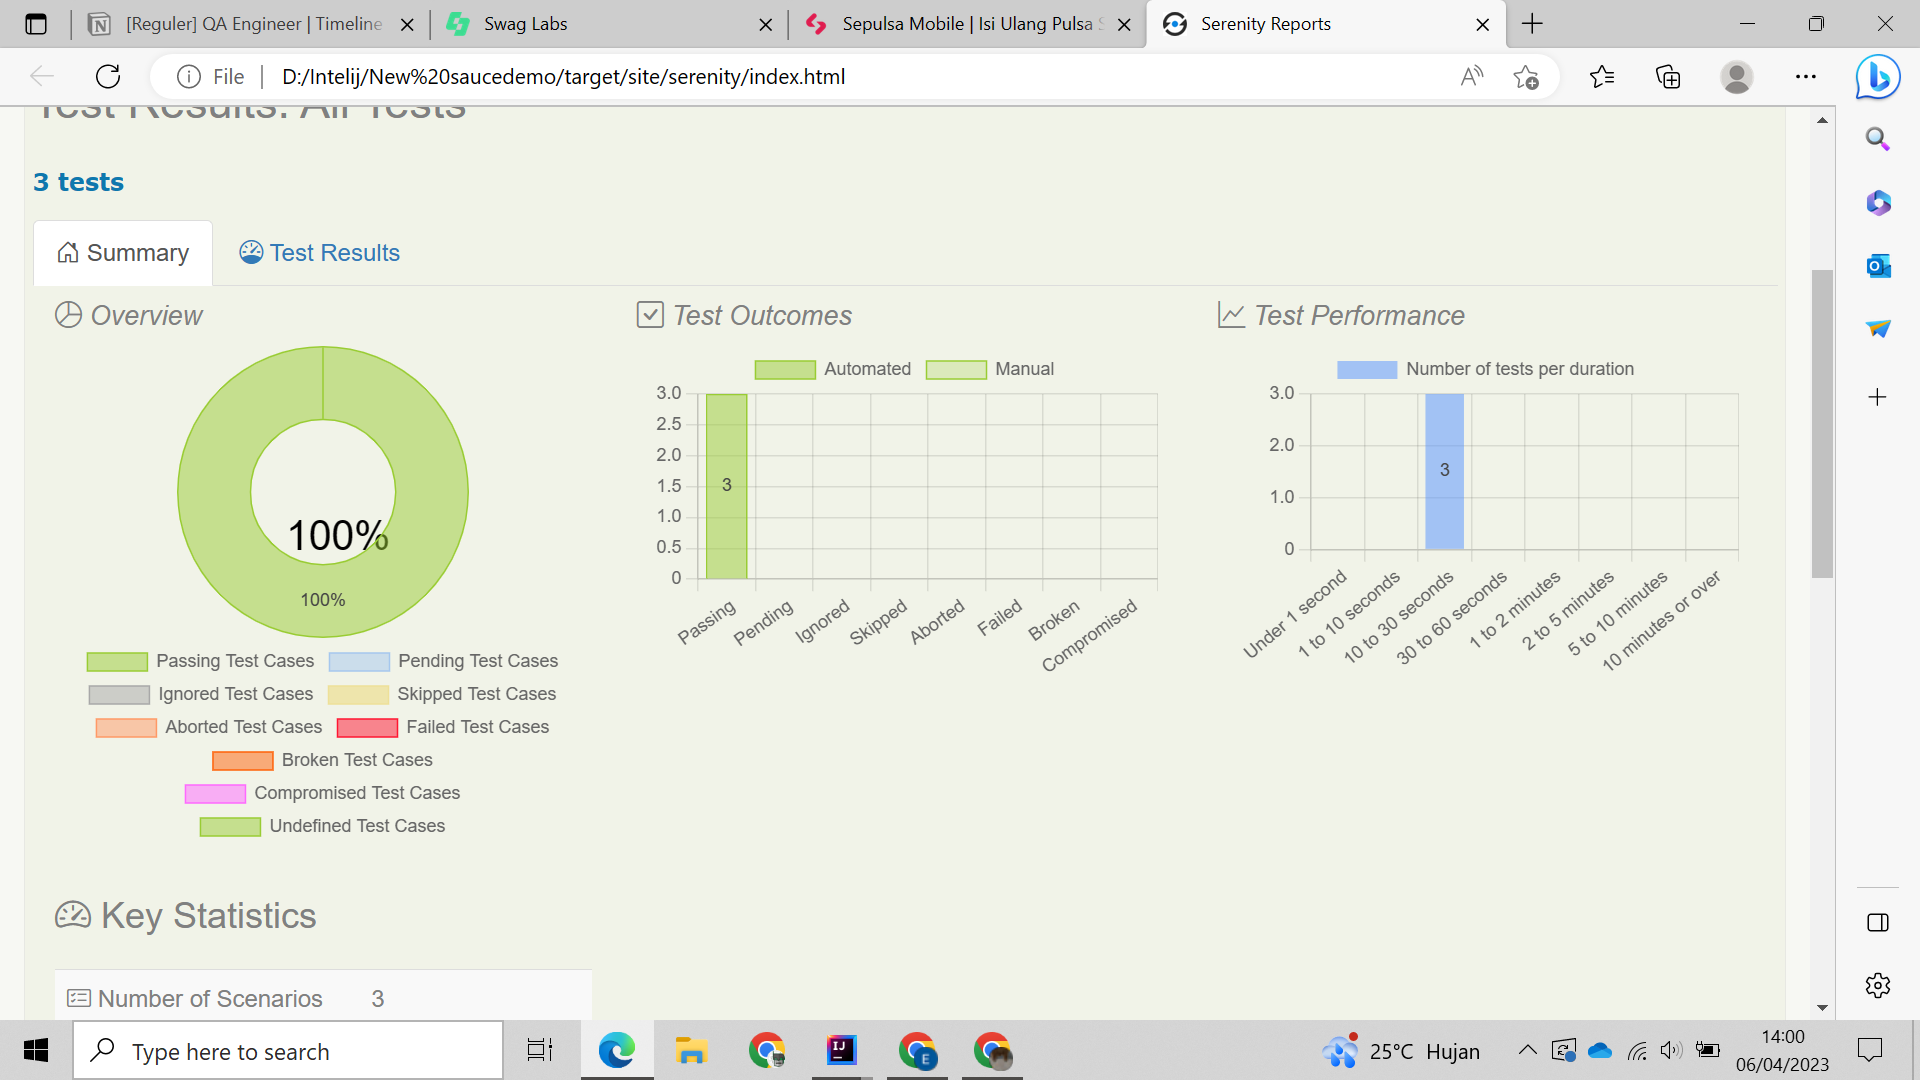 [Reguler] QA Engineer | Timeline
Swag Labs
Sepulsa Mobile | Isi Ulang Pulsa S
Serenity Reports
File
D:/Intelij/New%20saucedemo/target/site/serenity/index.html
Test Results: All Tests
3 tests
Summary
Test Results
Overview
100%
100%
Passing Test Cases
Pending Test Cases
Ignored Test Cases
Skipped Test Cases
Aborted Test Cases
Failed Test Cases
Broken Test Cases
Compromised Test Cases
Undefined Test Cases
Test Outcomes
Automated
Manual
3.0
2.5
2.0
1.5
1.0
0.5
0
3
Passing
Pending
Ignored
Skipped
Aborted
Failed
Broken
Compromised
Test Performance
Number of tests per duration
3.0
2.0
1.0
0
3
Under 1 second
1 to 10 seconds
10 to 30 seconds
30 to 60 seconds
1 to 2 minutes
2 to 5 minutes
5 to 10 minutes
10 minutes or over
Key Statistics
Number of Scenarios 3
Type here to search
25°C Hujan
14:00
06/04/2023